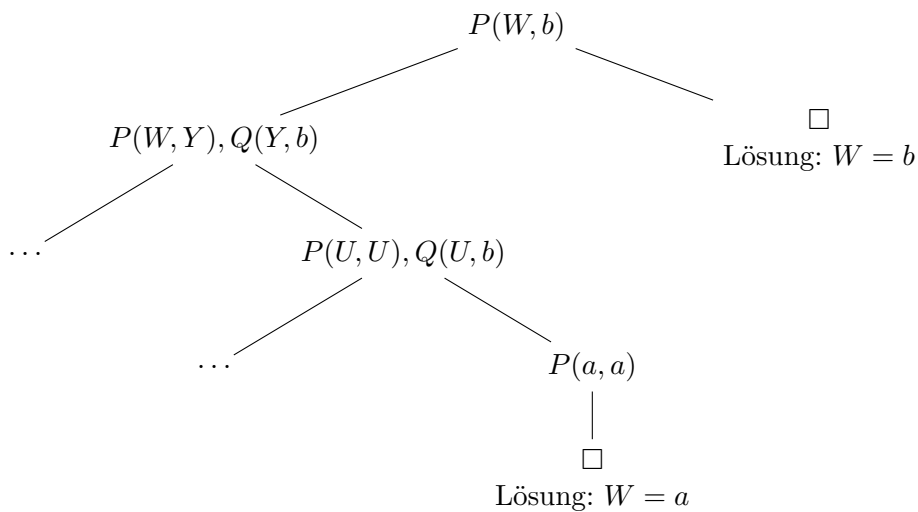 P(W, b)
P(W, Y), Q(Y, b)
□
Lösung: W = b
...
P(U, U), Q(U, b)
...
P(a, a)
□
Lösung: W = a